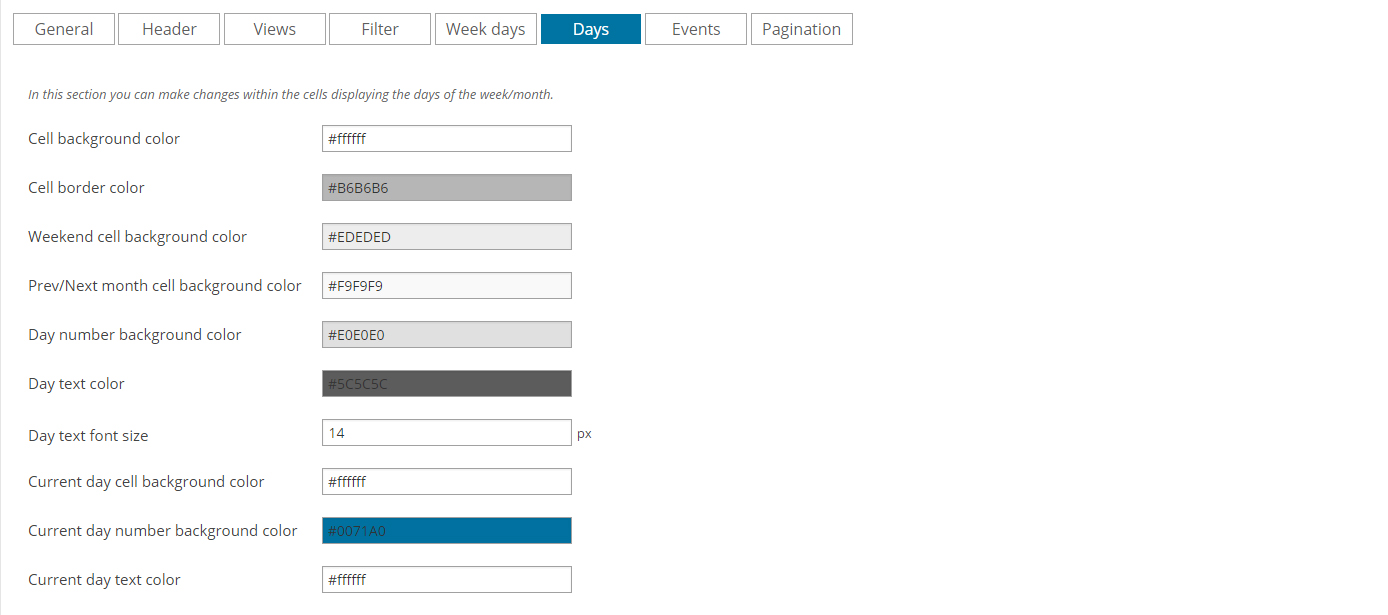 General Header Views Filter Week days Days Events Pagination
In this section you can make changes within the cells displaying the days of the week/month.
Cell background color #ffffff
Cell border color #B6B6B6
Weekend cell background color #EDEDED
Prev/Next month cell background color #F9F9F9
Day number background color #E0E0E0
Day text color #5C5C5C
Day text font size 14 px
Current day cell background color #ffffff
Current day number background color #0071A0
Current day text color #ffffff